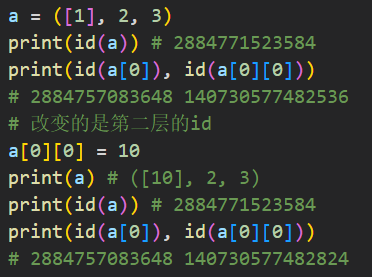 a = ([1], 2, 3)
print(id(a)) # 2884771523584
print(id(a[0]), id(a[0][0]))
# 2884757083648 140730577482536
# 改变的是第二层的id
a[0][0] = 10
print(a) # ([10], 2, 3)
print(id(a)) # 2884771523584
print(id(a[0]), id(a[0][0]))
# 2884757083648 140730577482824